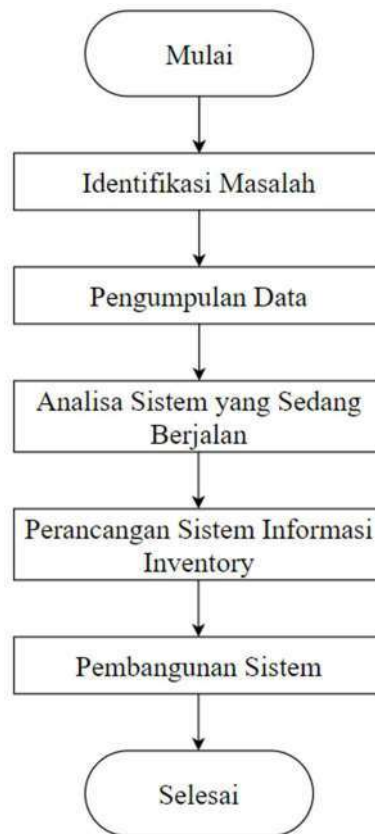 Mulai
Identifikasi Masalah
Pengumpulan Data
Analisa Sistem yang Sedang
Berjalan
Perancangan Sistem Informasi
Inventory
Pembangunan Sistem
Selesai